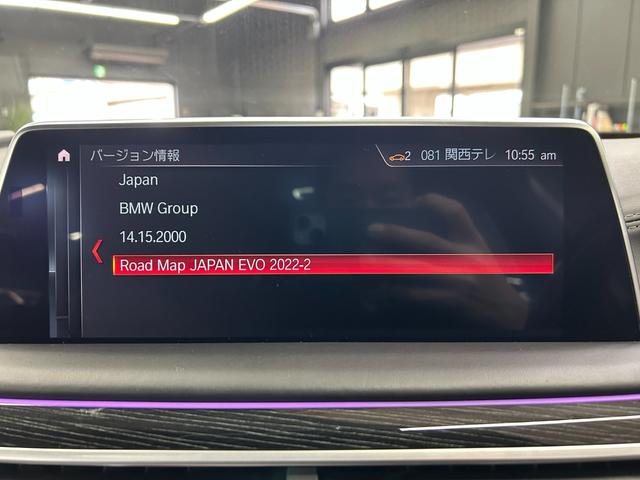 バージョン情報
2 081 関西テレ 10:55 am
Japan
BMW Group
14.15.2000
Road Map JAPAN EVO 2022-2